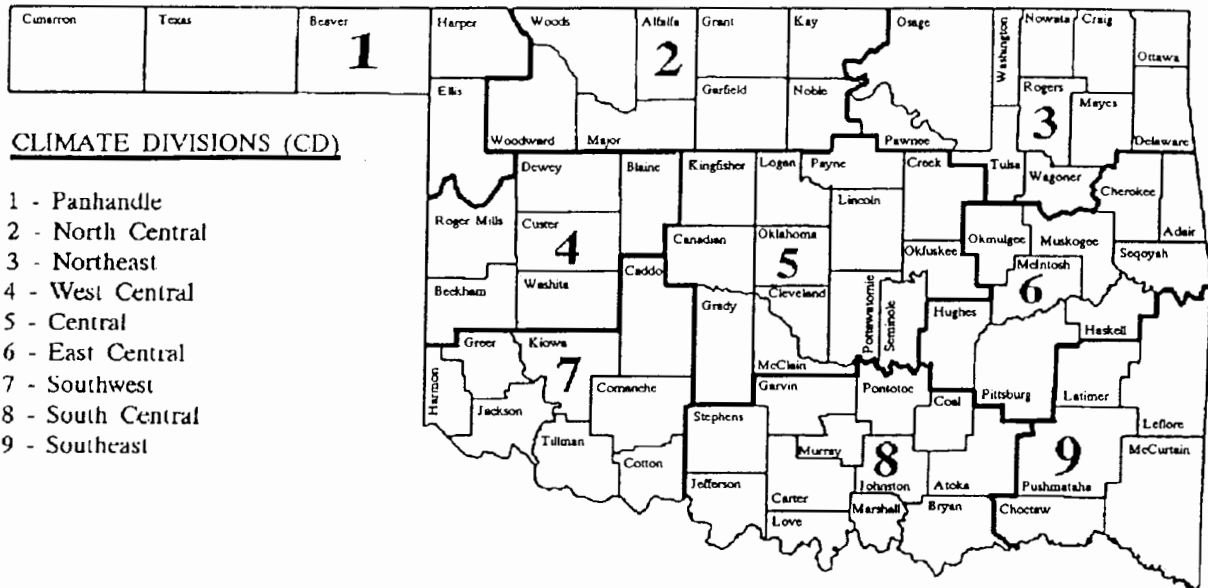 Cimarron Texas Beaver Harper Woods Alfalfa Grant Kay Osage Washington Nowata Craig Ottawa
1 2 3
Ellis Woodward Major Garfield Noble Pawnee Rogers Mayes Delaware
CLIMATE DIVISIONS (CD)
1 - Panhandle
2 - North Central
3 - Northeast
4 - West Central
5 - Central
6 - East Central
7 - Southwest
8 - South Central
9 - Southeast
Dewey Blaine Kingfisher Logan Payne Creek Tulsa Wagoner Cherokee
Lincoln
Roger Mills Custer Canadian Oklahoma Okfuskee Okmulgee Muskogee Adair
4 5 6
Beckham Washita Caddo Grady Cleveland Pottawatomie Seminole Hughes McIntosh Seqoyah
Haskell
Harmon Greer Kiowa McClain
7
Jackson Comanche Garvin Pontotoc Coal Pittsburg Latimer
Stephens Leflore
Tillman Cotton Murray McCurtain
8 9
Jefferson Carter Johnston Atoka Pushmataha
Love Marshall Bryan Choctaw